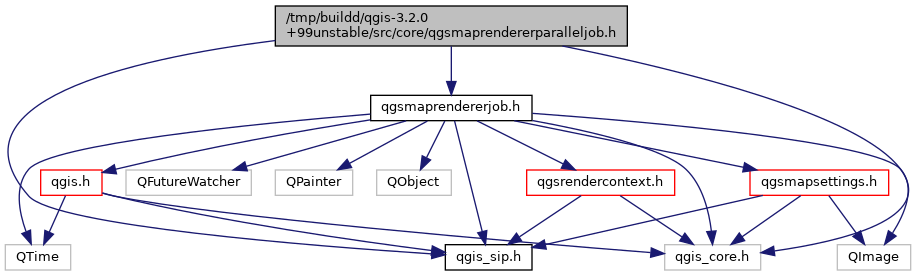 /tmp/buildd/qgis-3.2.0
+99unstable/src/core/qgsmaprendererparalleljob.h
qgsmaprendererjob.h
qgis.h
QFutureWatcher
QPainter
QObject
qgsrendercontext.h
qgsmapsettings.h
QTime
qgis_sip.h
qgis_core.h
QImage